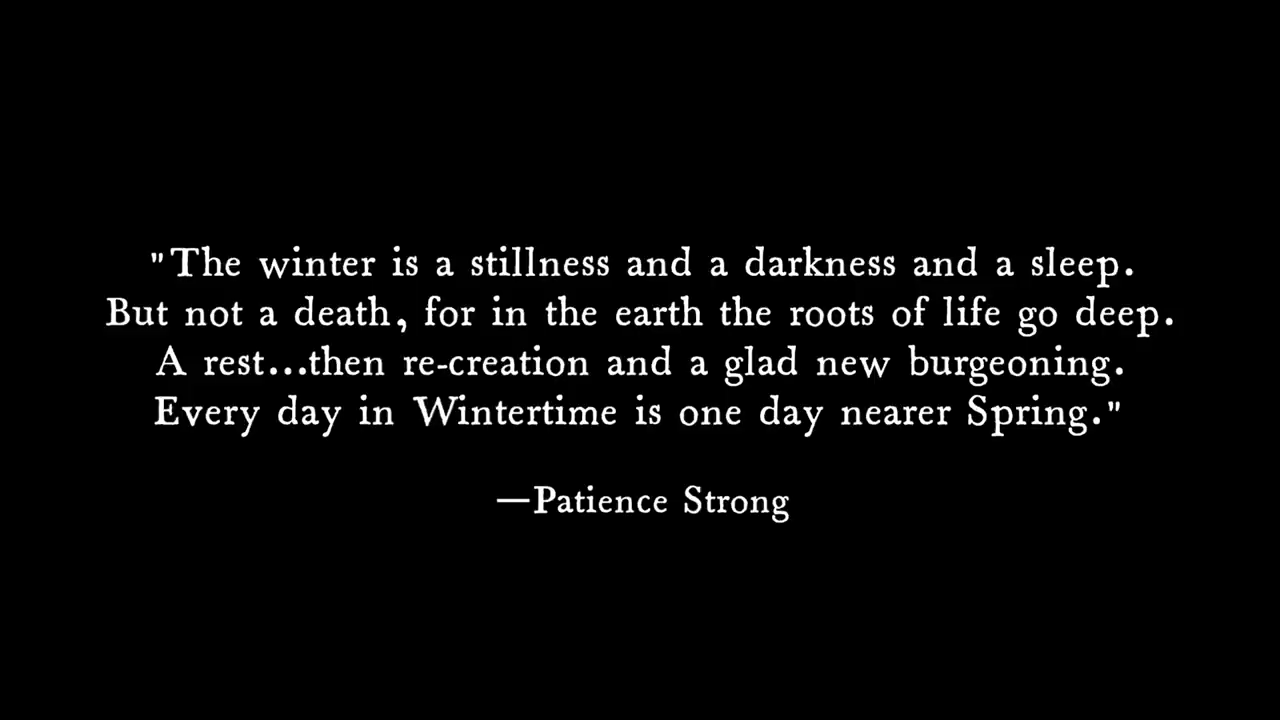 "The winter is a stillness and a darkness and a sleep.
But not a death, for in the earth the roots of life go deep.
A rest...then re-creation and a glad new burgeoning.
Every day in Wintertime is one day nearer Spring."
—Patience Strong